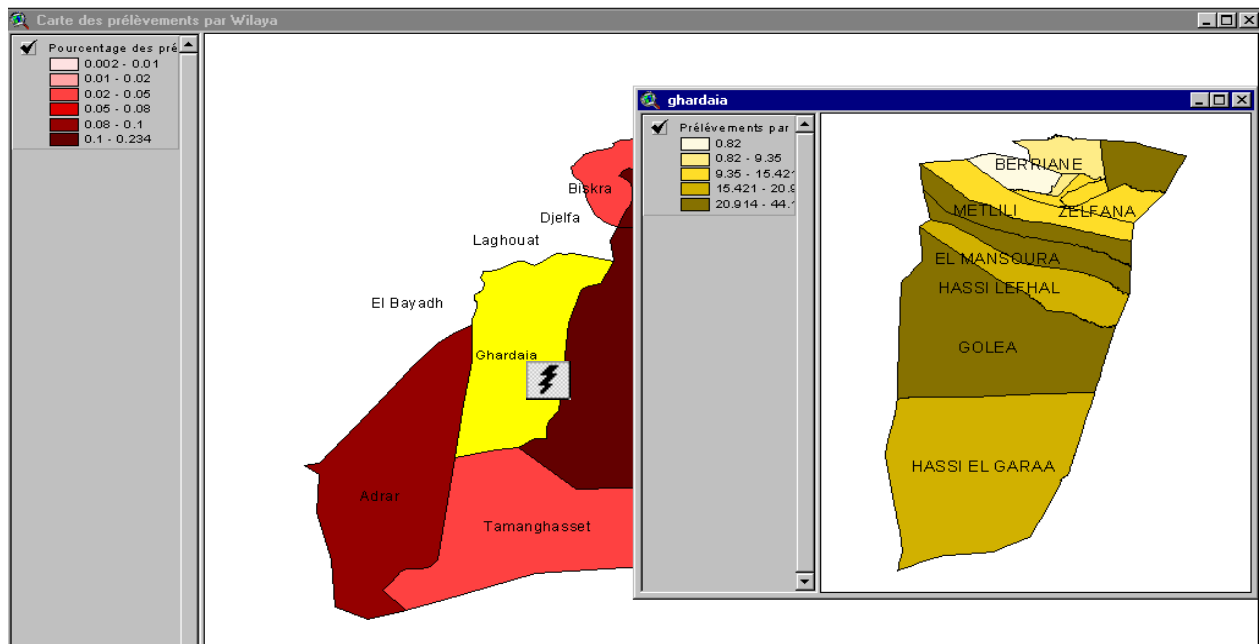 Carte des prélèvements par Wilaya
Pourcentage des pré
0.002 - 0.01
0.01 - 0.02
0.02 - 0.05
0.05 - 0.08
0.08 - 0.1
0.1 - 0.234
Biskra
Djelfa
Laghouat
El Bayadh
Ghardaia
Adrar
Tamanghasset
ghardaia
Prélévements par
0.82
0.82 - 9.35
9.35 - 15.421
15.421 - 20.9
20.914 - 44.1
BERRIANE
METLILI ZELFANA
EL MANSOURA
HASSI LEFHAL
GOLEA
HASSI EL GARAA